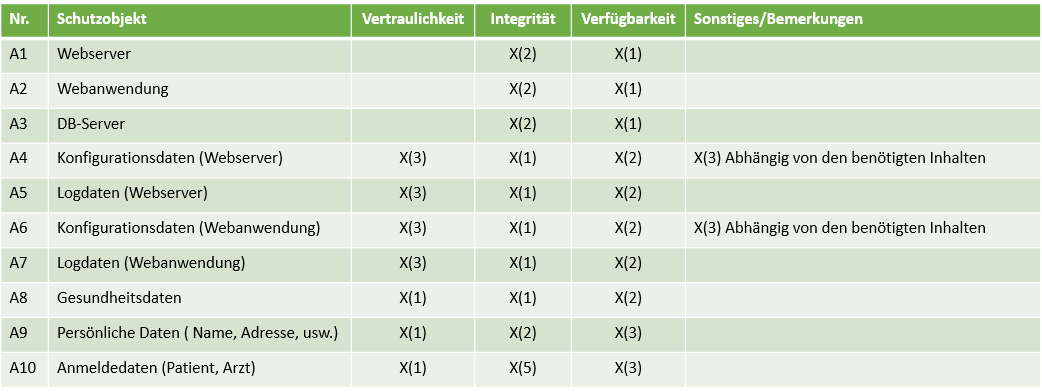 Nr. Schutzobjekt Vertraulichkeit Integrität Verfügbarkeit Sonstiges/Bemerkungen
A1 Webserver X(2) X(1)
A2 Webanwendung X(2) X(1)
A3 DB-Server X(2) X(1)
A4 Konfigurationsdaten (Webserver) X(3) X(1) X(2) X(3) Abhängig von den benötigten Inhalten
A5 Logdaten (Webserver) X(3) X(1) X(2)
A6 Konfigurationsdaten (Webanwendung) X(3) X(1) X(2) X(3) Abhängig von den benötigten Inhalten
A7 Logdaten (Webanwendung) X(3) X(1) X(2)
A8 Gesundheitsdaten X(1) X(1) X(2)
A9 Persönliche Daten ( Name, Adresse, usw.) X(1) X(2) X(3)
A10 Anmeldedaten (Patient, Arzt) X(1) X(5) X(3)